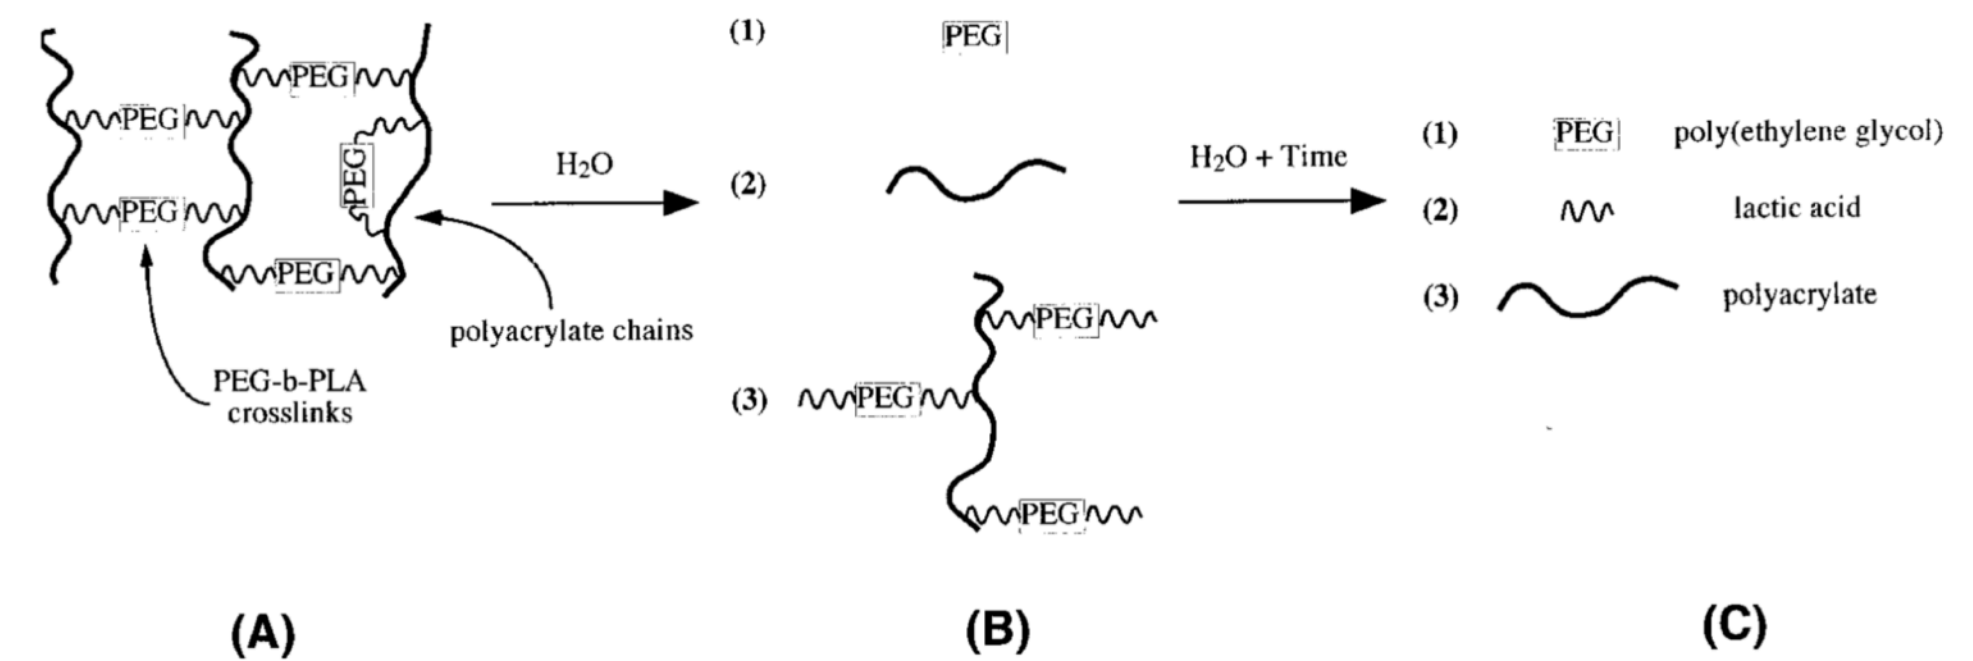 PEG
PEG
PEG
PEG
PEG
polyacrylate chains
PEG-b-PLA
crosslinks
(A)
H₂O
(1) PEG
(2)
PEG
(3) PEG
PEG
(B)
H₂O + Time
(1) PEG poly(ethylene glycol)
(2) lactic acid
(3) polyacrylate
(C)